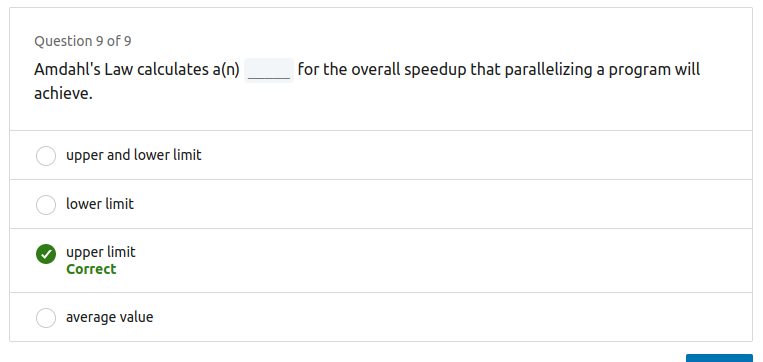 Question 9 of 9
Amdahl's Law calculates a(n) _____ for the overall speedup that parallelizing a program will
achieve.
upper and lower limit
lower limit
upper limit
Correct
average value